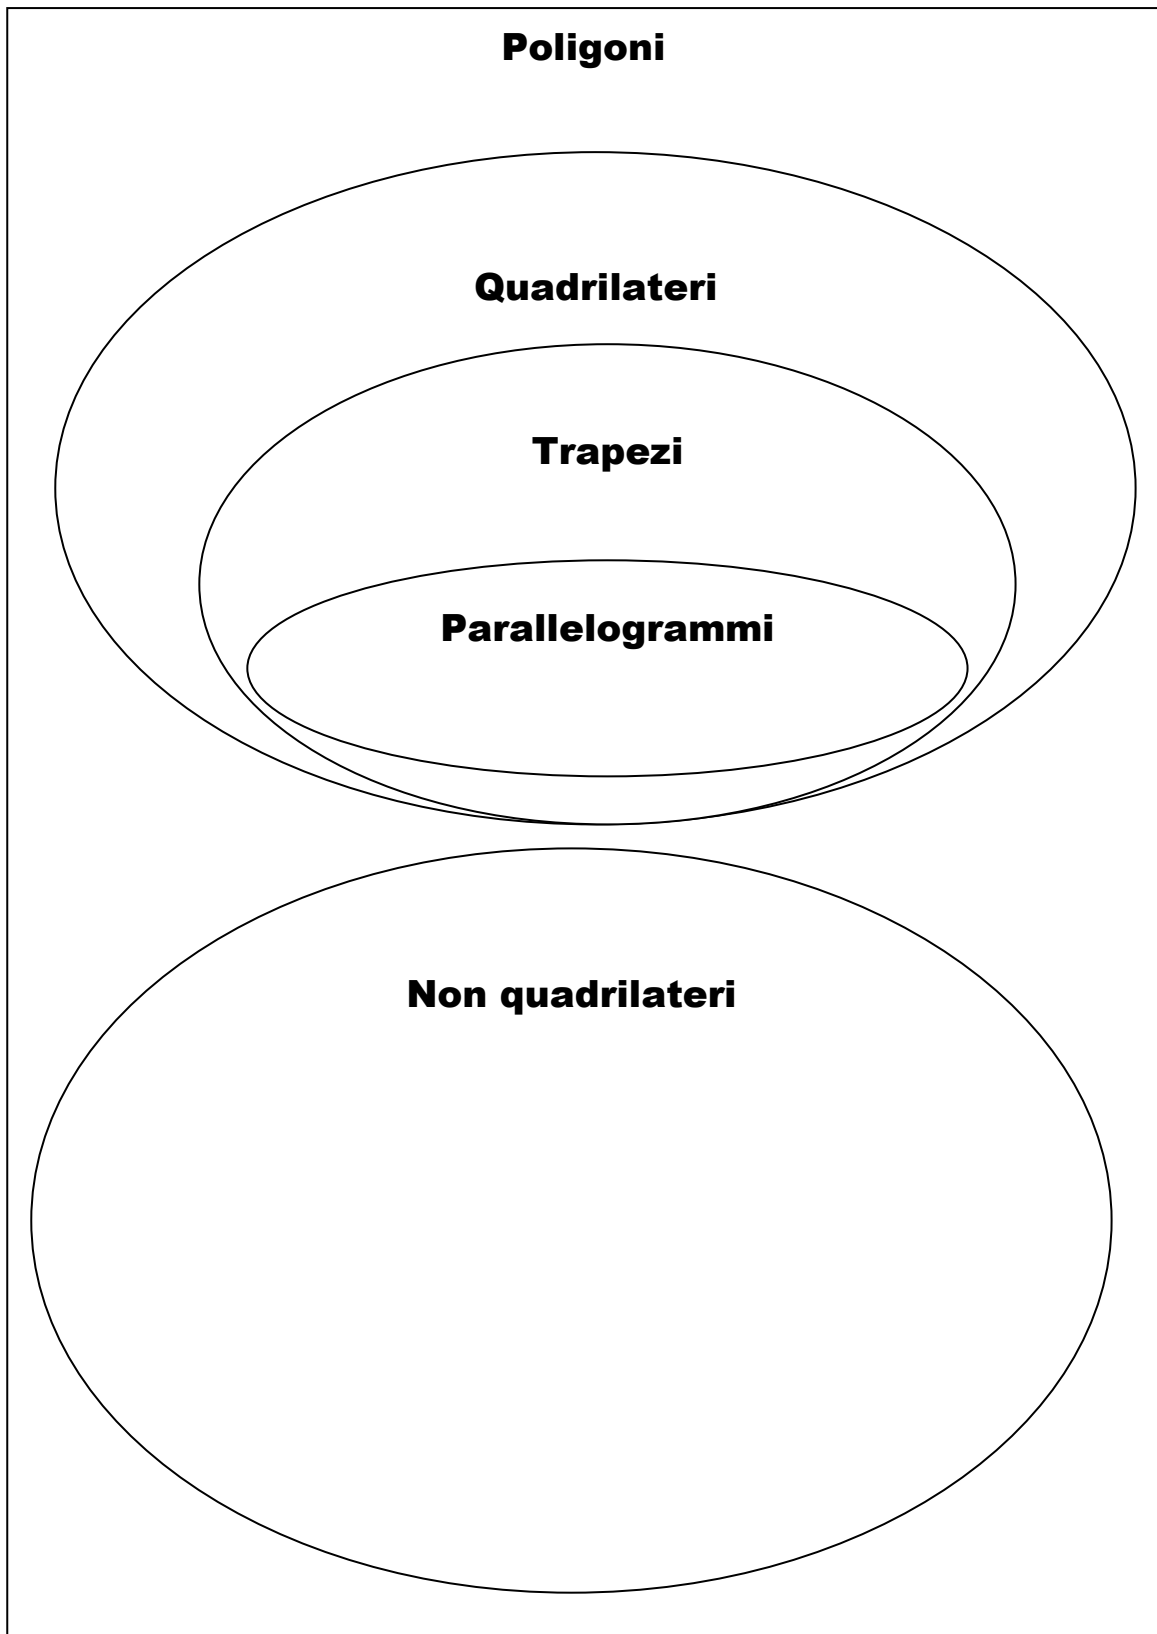 Poligoni
Quadrilateri
Trapezi
Parallelogrammi
Non quadrilateri